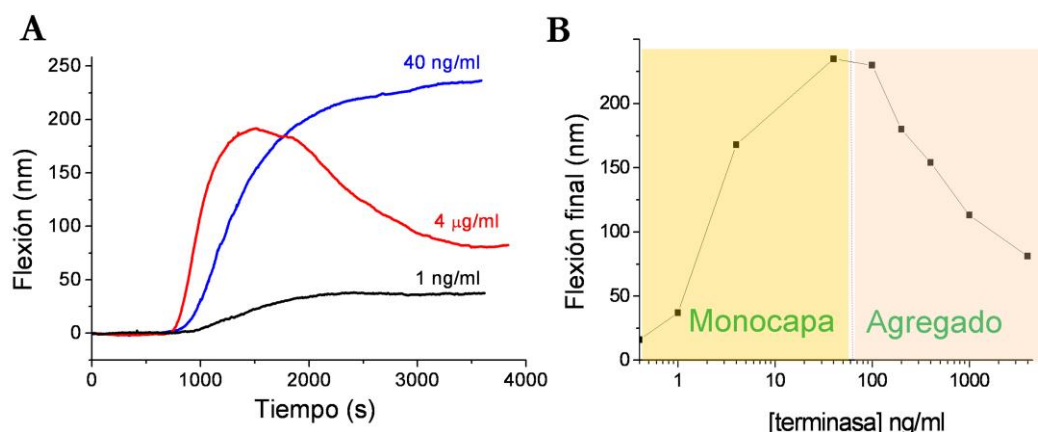 A
40 ng/ml
4 µg/ml
1 ng/ml
Flexión (nm)
250
200
150
100
50
0
0 1000 2000 3000 4000
Tiempo (s)
B
Flexión final (nm)
200
150
100
50
0
Monocapa Agregado
1 10 100 1000
[terminasa] ng/ml